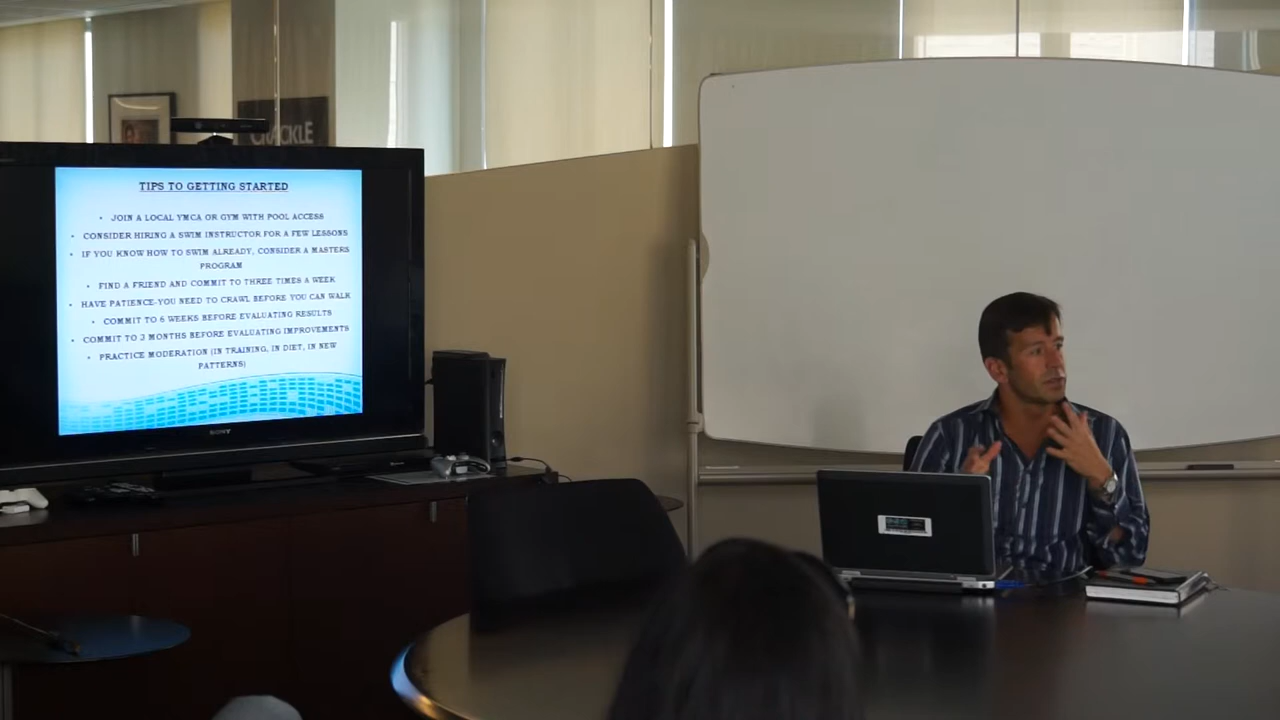 CRACKLE
TIPS TO GETTING STARTED
• JOIN A LOCAL YMCA OR GYM WITH POOL ACCESS
• CONSIDER HIRING A SWIM INSTRUCTOR FOR A FEW LESSONS
• IF YOU KNOW HOW TO SWIM ALREADY, CONSIDER A MASTERS
PROGRAM
• FIND A FRIEND AND COMMIT TO THREE TIMES A WEEK
• HAVE PATIENCE-YOU NEED TO CRAWL BEFORE YOU CAN WALK
• COMMIT TO 6 WEEKS BEFORE EVALUATING RESULTS
• COMMIT TO 3 MONTHS BEFORE EVALUATING IMPROVEMENTS
• PRACTICE MODERATION (IN TRAINING, IN DIET, IN NEW
PATTERNS)
SONY